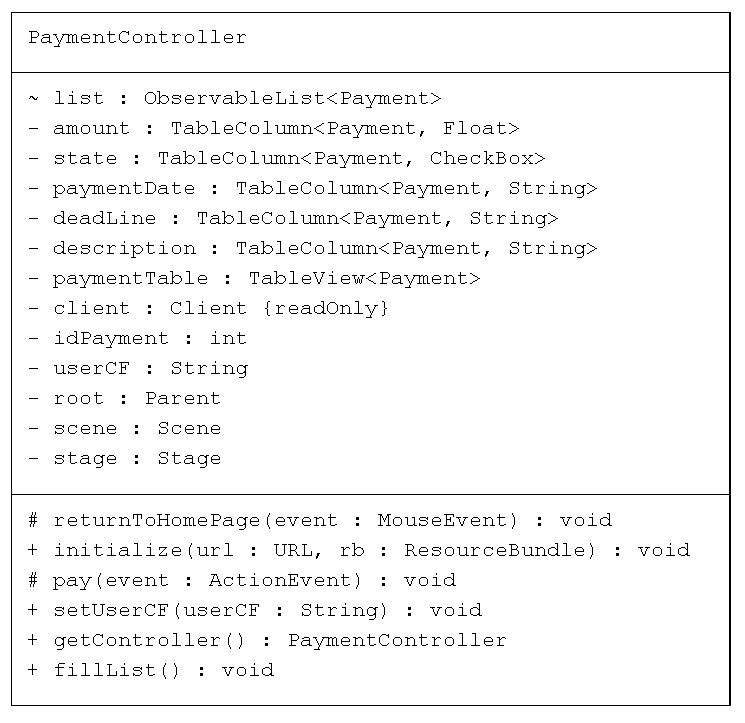 PaymentController
~ list : ObservableList<Payment>
- amount : TableColumn<Payment, Float>
- state : TableColumn<Payment, CheckBox>
- paymentDate : TableColumn<Payment, String>
- deadLine : TableColumn<Payment, String>
- description : TableColumn<Payment, String>
- paymentTable : TableView<Payment>
- client : Client {readOnly}
- idPayment : int
- userCF : String
- root : Parent
- scene : Scene
- stage : Stage
# returnToHomePage(event : MouseEvent) : void
+ initialize(url : URL, rb : ResourceBundle) : void
# pay(event : ActionEvent) : void
+ setUserCF(userCF : String) : void
+ getController() : PaymentController
+ fillList() : void